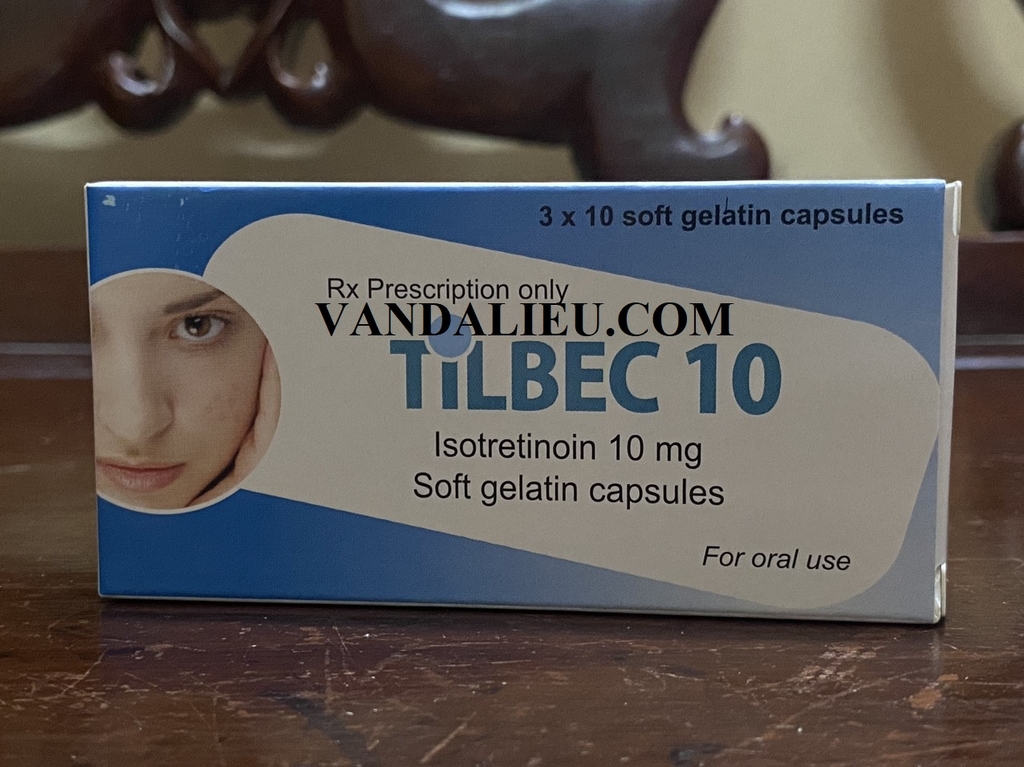 3 x 10 soft gelatin capsules
Rx Prescription only
VANDALIEU.COM
TiLBEC 10
Isotretinoin 10 mg
Soft gelatin capsules
For oral use